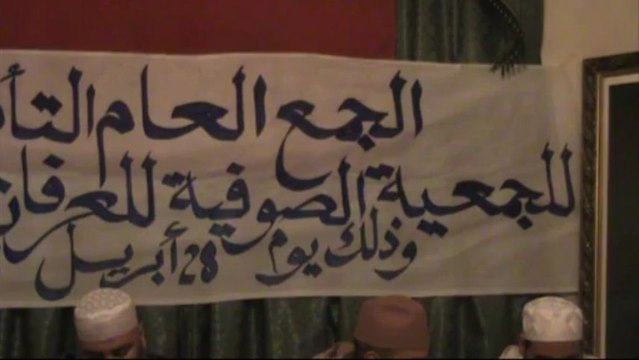 الجمع العام التأ
للجمعية الصوفية للعرفان
وذلك يوم 28 أبريل